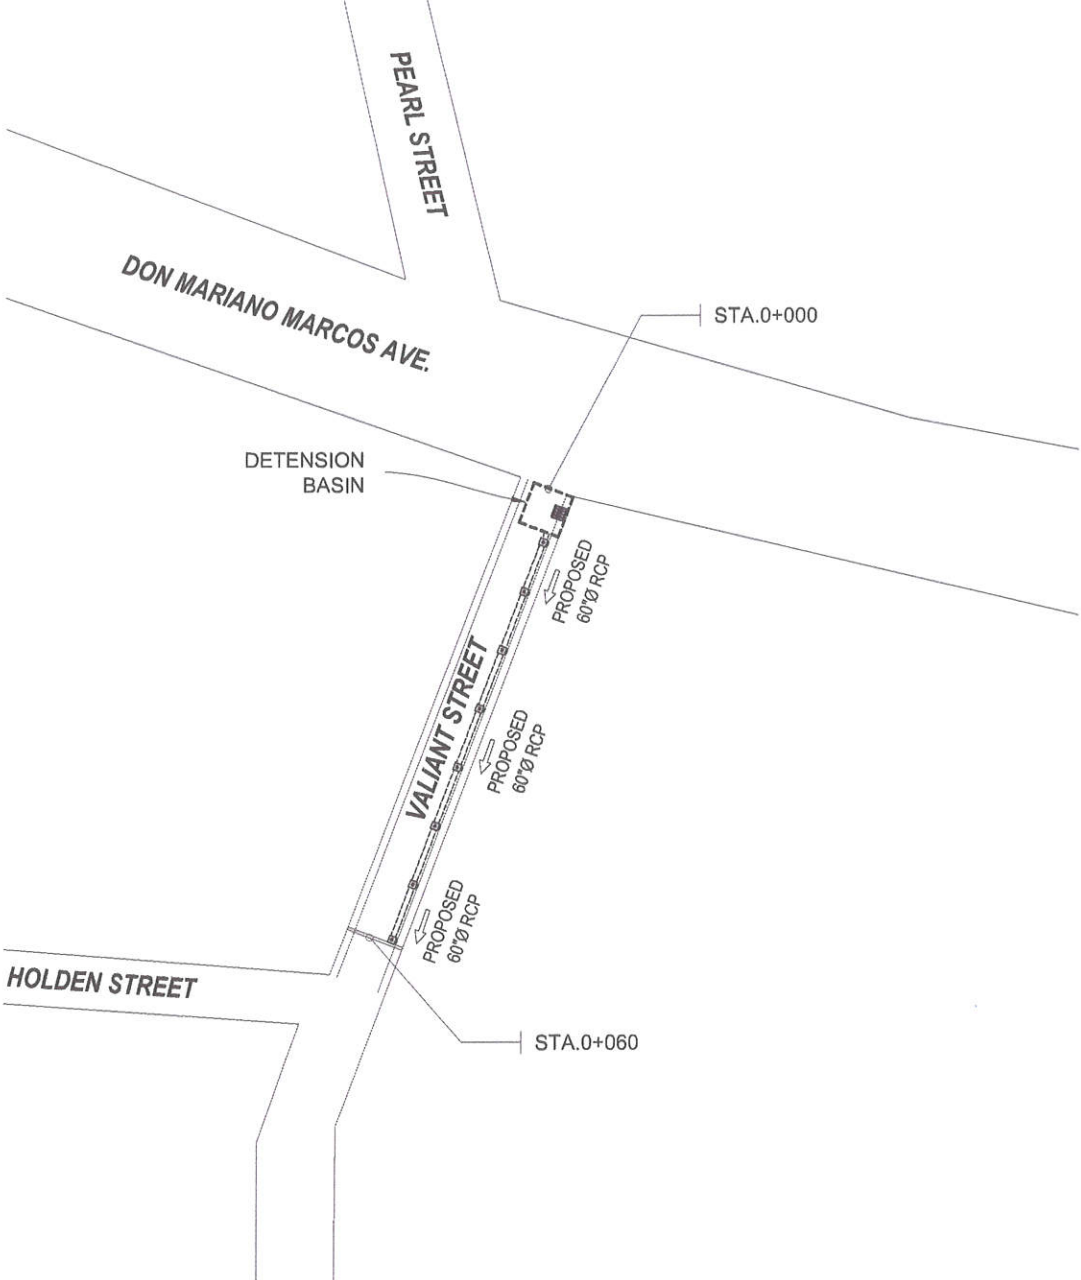 PEARL STREET
DON MARIANO MARCOS AVE.
STA.0+000
DETENSION
BASIN
PROPOSED
60"Ø RCP
VALIANT STREET
PROPOSED
60"Ø RCP
PROPOSED
60"Ø RCP
HOLDEN STREET
STA.0+060